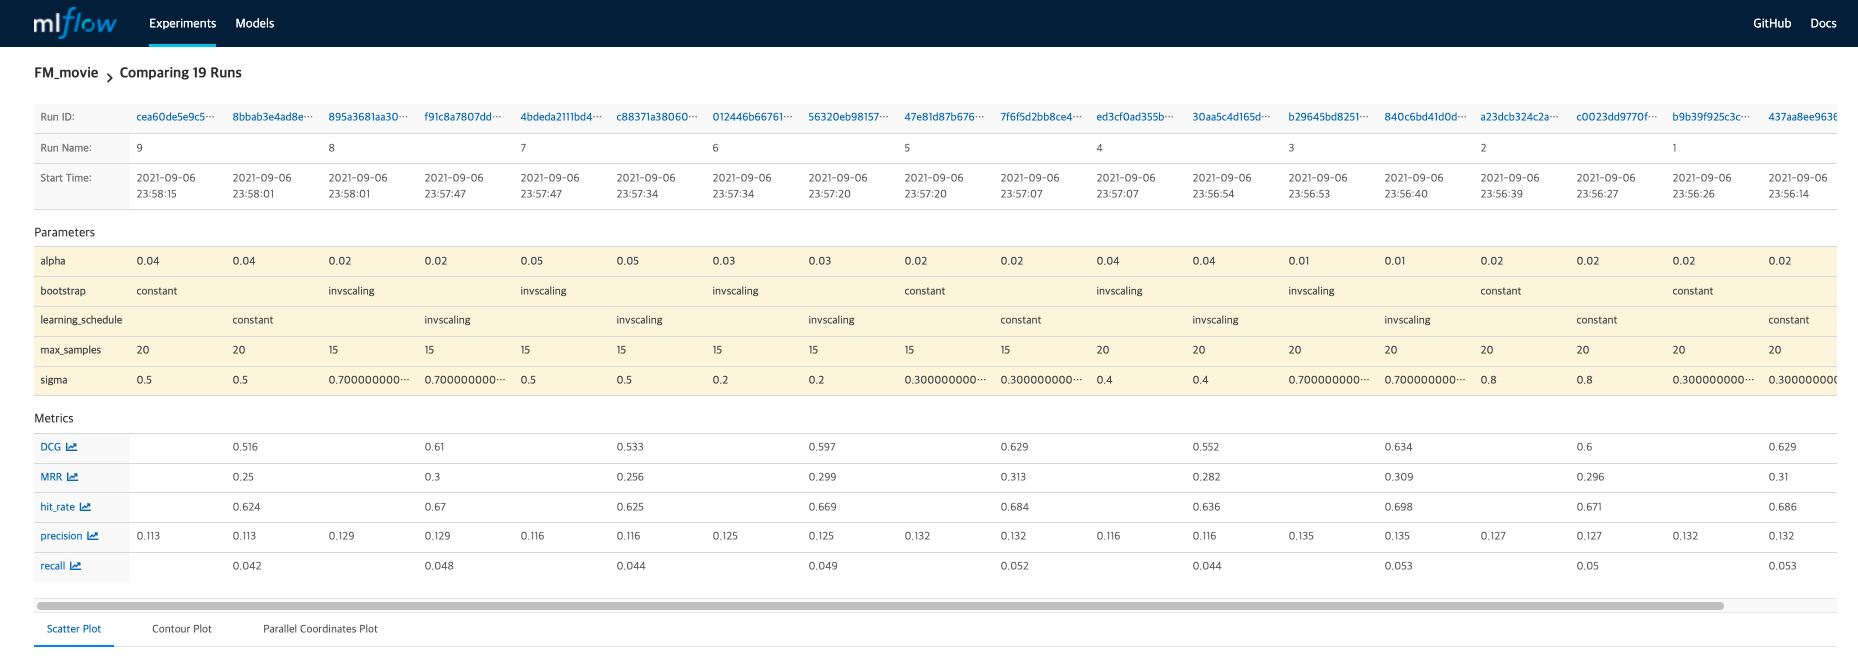 mlflow Experiments Models GitHub Docs
FM_movie > Comparing 19 Runs
Run ID: cea60de5e9c5··· 8bbab3e4ad8e··· 895a3681aa30··· f91c8a7807dd··· 4bdeda2111bd4··· c88371a38060··· 012446b66761··· 56320eb98157··· 47e81d87b676··· 7f6f5d2bb8ce4··· ed3cf0ad355b··· 30aa5c4d165d··· b29645bd8251··· 840c6bd41d0d··· a23dcb324c2a··· c0023dd9770f··· b9b39f925c3c··· 437aa8ee9636
Run Name: 9 8 7 6 5 4 3 2 1
Start Time: 2021-09-06 2021-09-06 2021-09-06 2021-09-06 2021-09-06 2021-09-06 2021-09-06 2021-09-06 2021-09-06 2021-09-06 2021-09-06 2021-09-06 2021-09-06 2021-09-06 2021-09-06 2021-09-06 2021-09-06 2021-09-06
23:58:15 23:58:01 23:58:01 23:57:47 23:57:47 23:57:34 23:57:34 23:57:20 23:57:20 23:57:07 23:57:07 23:56:54 23:56:53 23:56:40 23:56:39 23:56:27 23:56:26 23:56:14
Parameters
alpha 0.04 0.04 0.02 0.02 0.05 0.05 0.03 0.03 0.02 0.02 0.04 0.04 0.01 0.01 0.02 0.02 0.02 0.02
bootstrap constant invscaling invscaling invscaling constant invscaling invscaling constant constant
learning_schedule constant invscaling invscaling invscaling constant invscaling invscaling constant constant
max_samples 20 20 15 15 15 15 15 15 15 15 20 20 20 20 20 20 20 20
sigma 0.5 0.5 0.700000000··· 0.700000000··· 0.5 0.5 0.2 0.2 0.300000000··· 0.300000000··· 0.4 0.4 0.700000000··· 0.700000000··· 0.8 0.8 0.300000000··· 0.300000000
Metrics
DCG 0.516 0.61 0.533 0.597 0.629 0.552 0.634 0.6 0.629
MRR 0.25 0.3 0.256 0.299 0.313 0.282 0.309 0.296 0.31
hit_rate 0.624 0.67 0.625 0.669 0.684 0.636 0.698 0.671 0.686
precision 0.113 0.113 0.129 0.129 0.116 0.116 0.125 0.125 0.132 0.132 0.116 0.116 0.135 0.135 0.127 0.127 0.132 0.132
recall 0.042 0.048 0.044 0.049 0.052 0.044 0.053 0.05 0.053
Scatter Plot Contour Plot Parallel Coordinates Plot